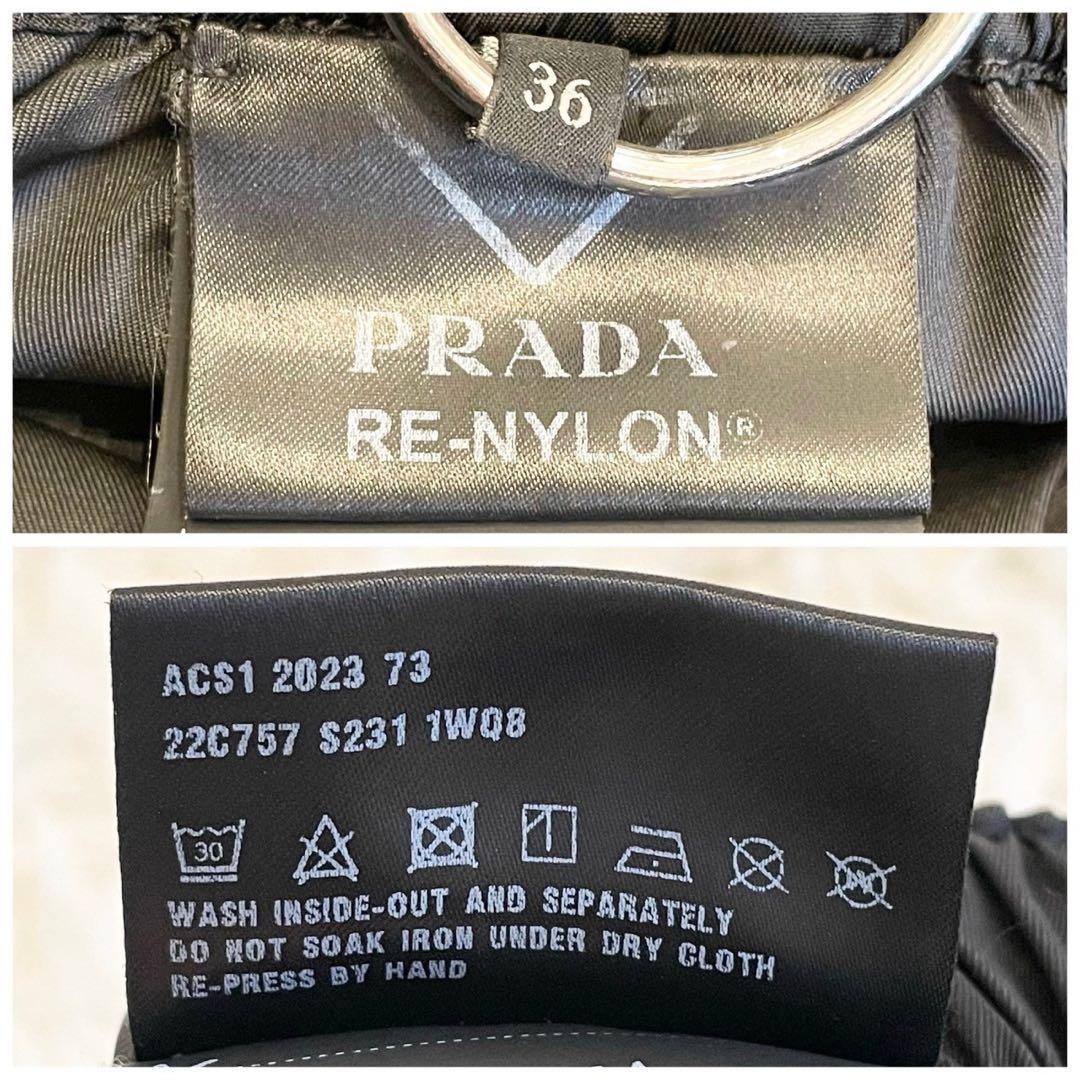 36
PRADA
RE-NYLON®
ACS1 2023 73
22C757 S231 1WQ8
30
WASH INSIDE-OUT AND SEPARATELY
DO NOT SOAK IRON UNDER DRY CLOTH
RE-PRESS BY HAND